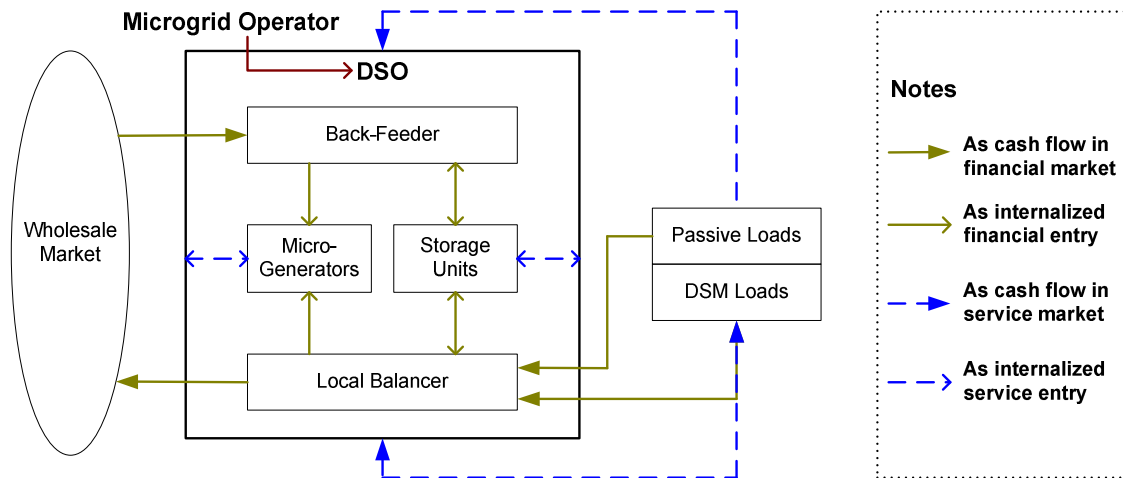 Microgrid Operator
DSO
Back-Feeder
Wholesale
Market
Micro-
Generators
Storage
Units
Local Balancer
Passive Loads
DSM Loads
Notes
As cash flow in
financial market
As internalized
financial entry
As cash flow in
service market
As internalized
service entry